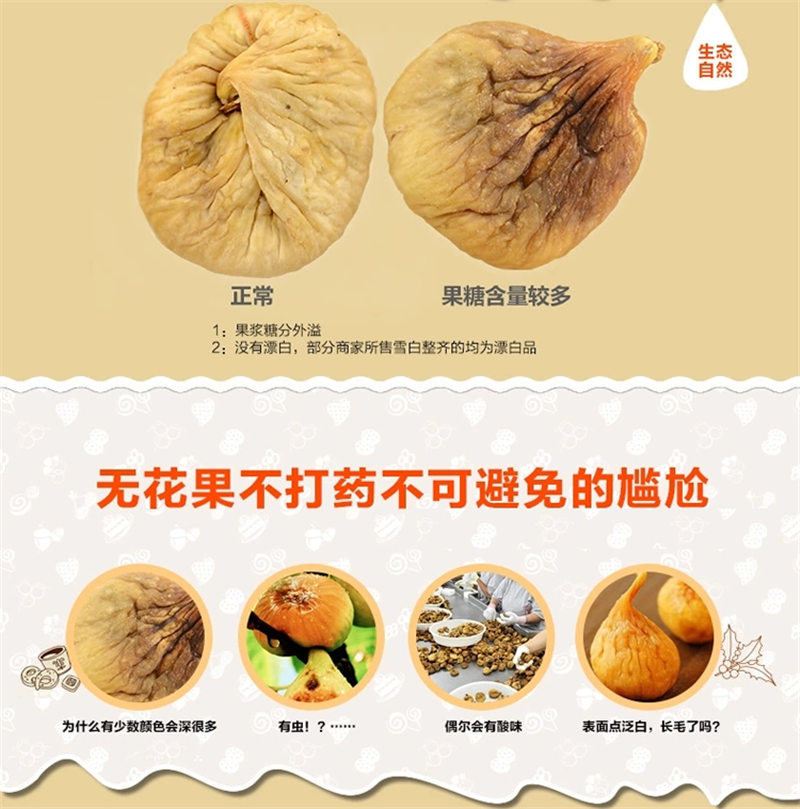 生态
自然
正常
果糖含量较多
1：果浆糖分外溢
2：没有漂白，部分商家所售雪白整齐的均为漂白品
无花果不打药不可避免的尴尬
为什么有少数颜色会深很多
有虫！？……
偶尔会有酸味
表面点泛白，长毛了吗？